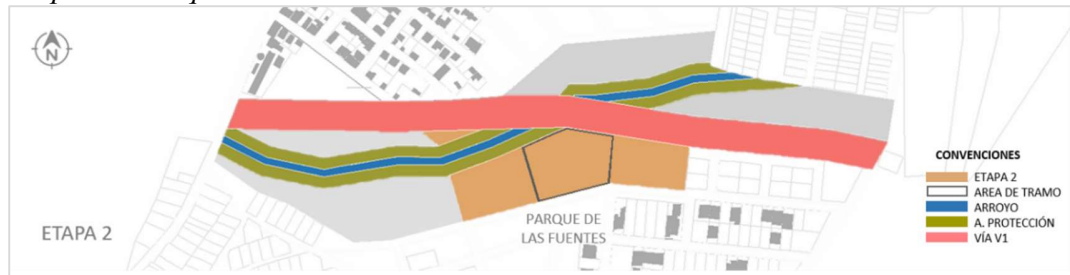 N
CONVENCIONES
ETAPA 2
AREA DE TRAMO
ARROYO
A. PROTECCIÓN
VÍA V1
PARQUE DE
LAS FUENTES
ETAPA 2